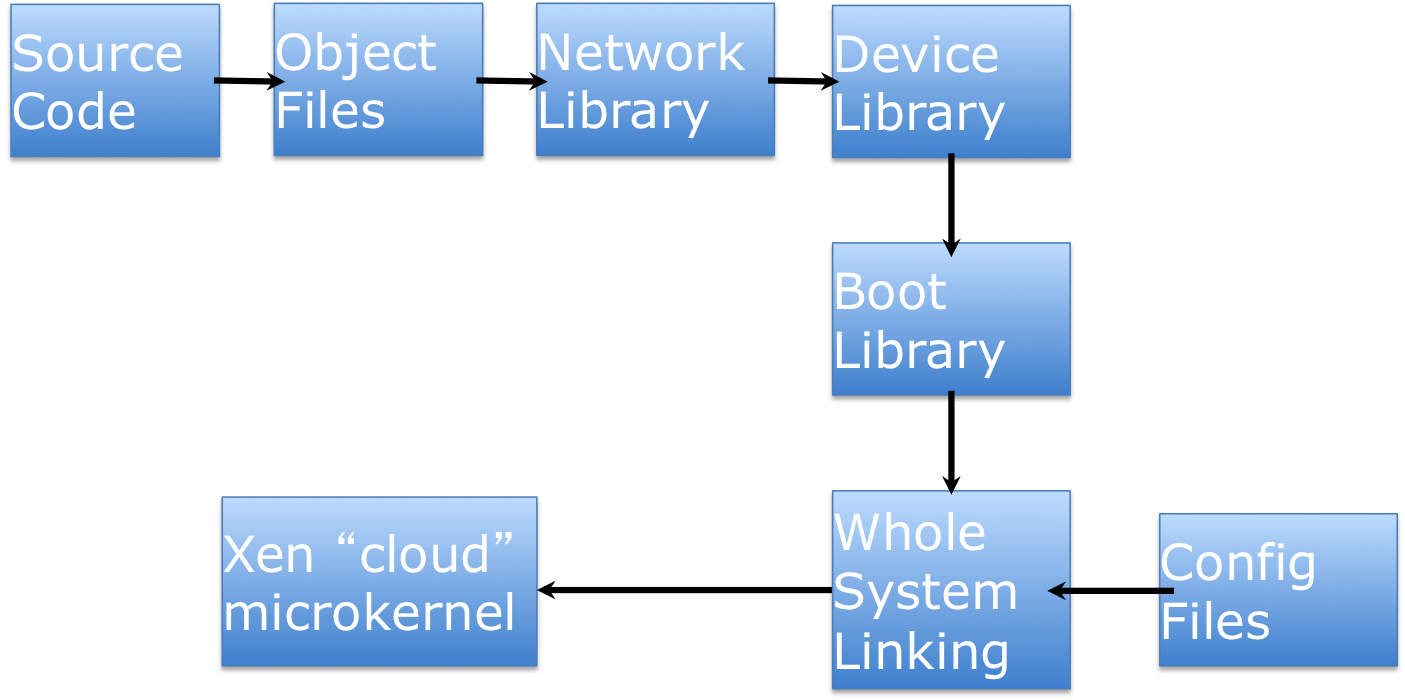 Source
Code
Object
Files
Network
Library
Device
Library
Boot
Library
Whole
System
Linking
Config
Files
Xen “cloud”
microkernel